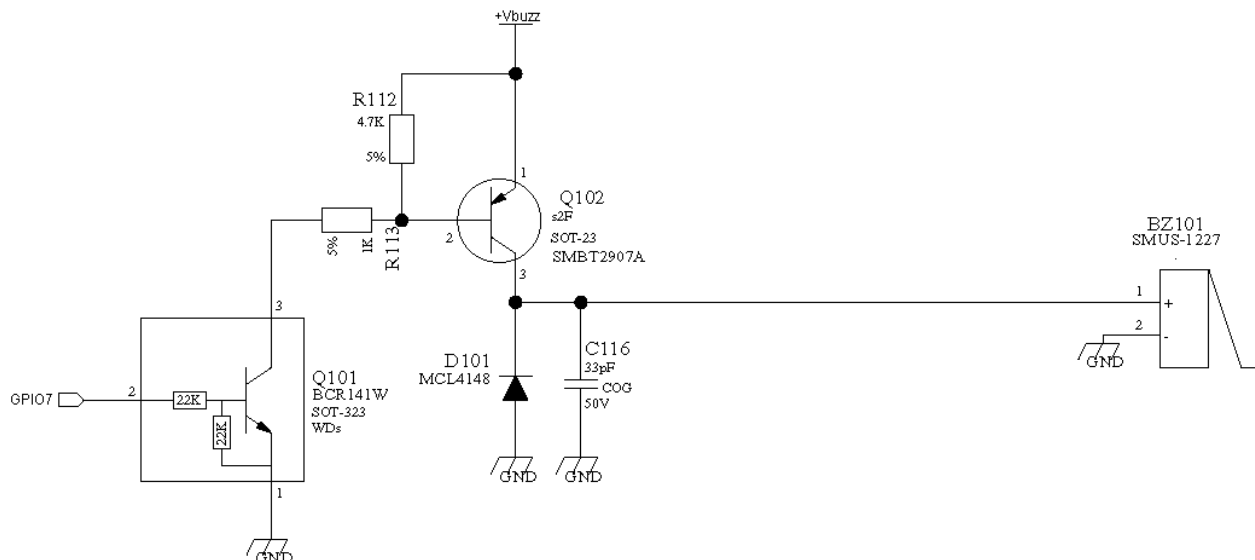 +Vbuzz
R112
4.7K
5%
1
Q102
s2F
SOT-23
SMBT2907A
2
3
5%
1K
R113
BZ101
SMUS-1227
1
+
2
-
GND
3
Q101
BCR141W
SOT-323
WDs
GPIO7
2
22K
22K
1
GND
D101
MCL4148
GND
C116
33pF
COG
50V
GND